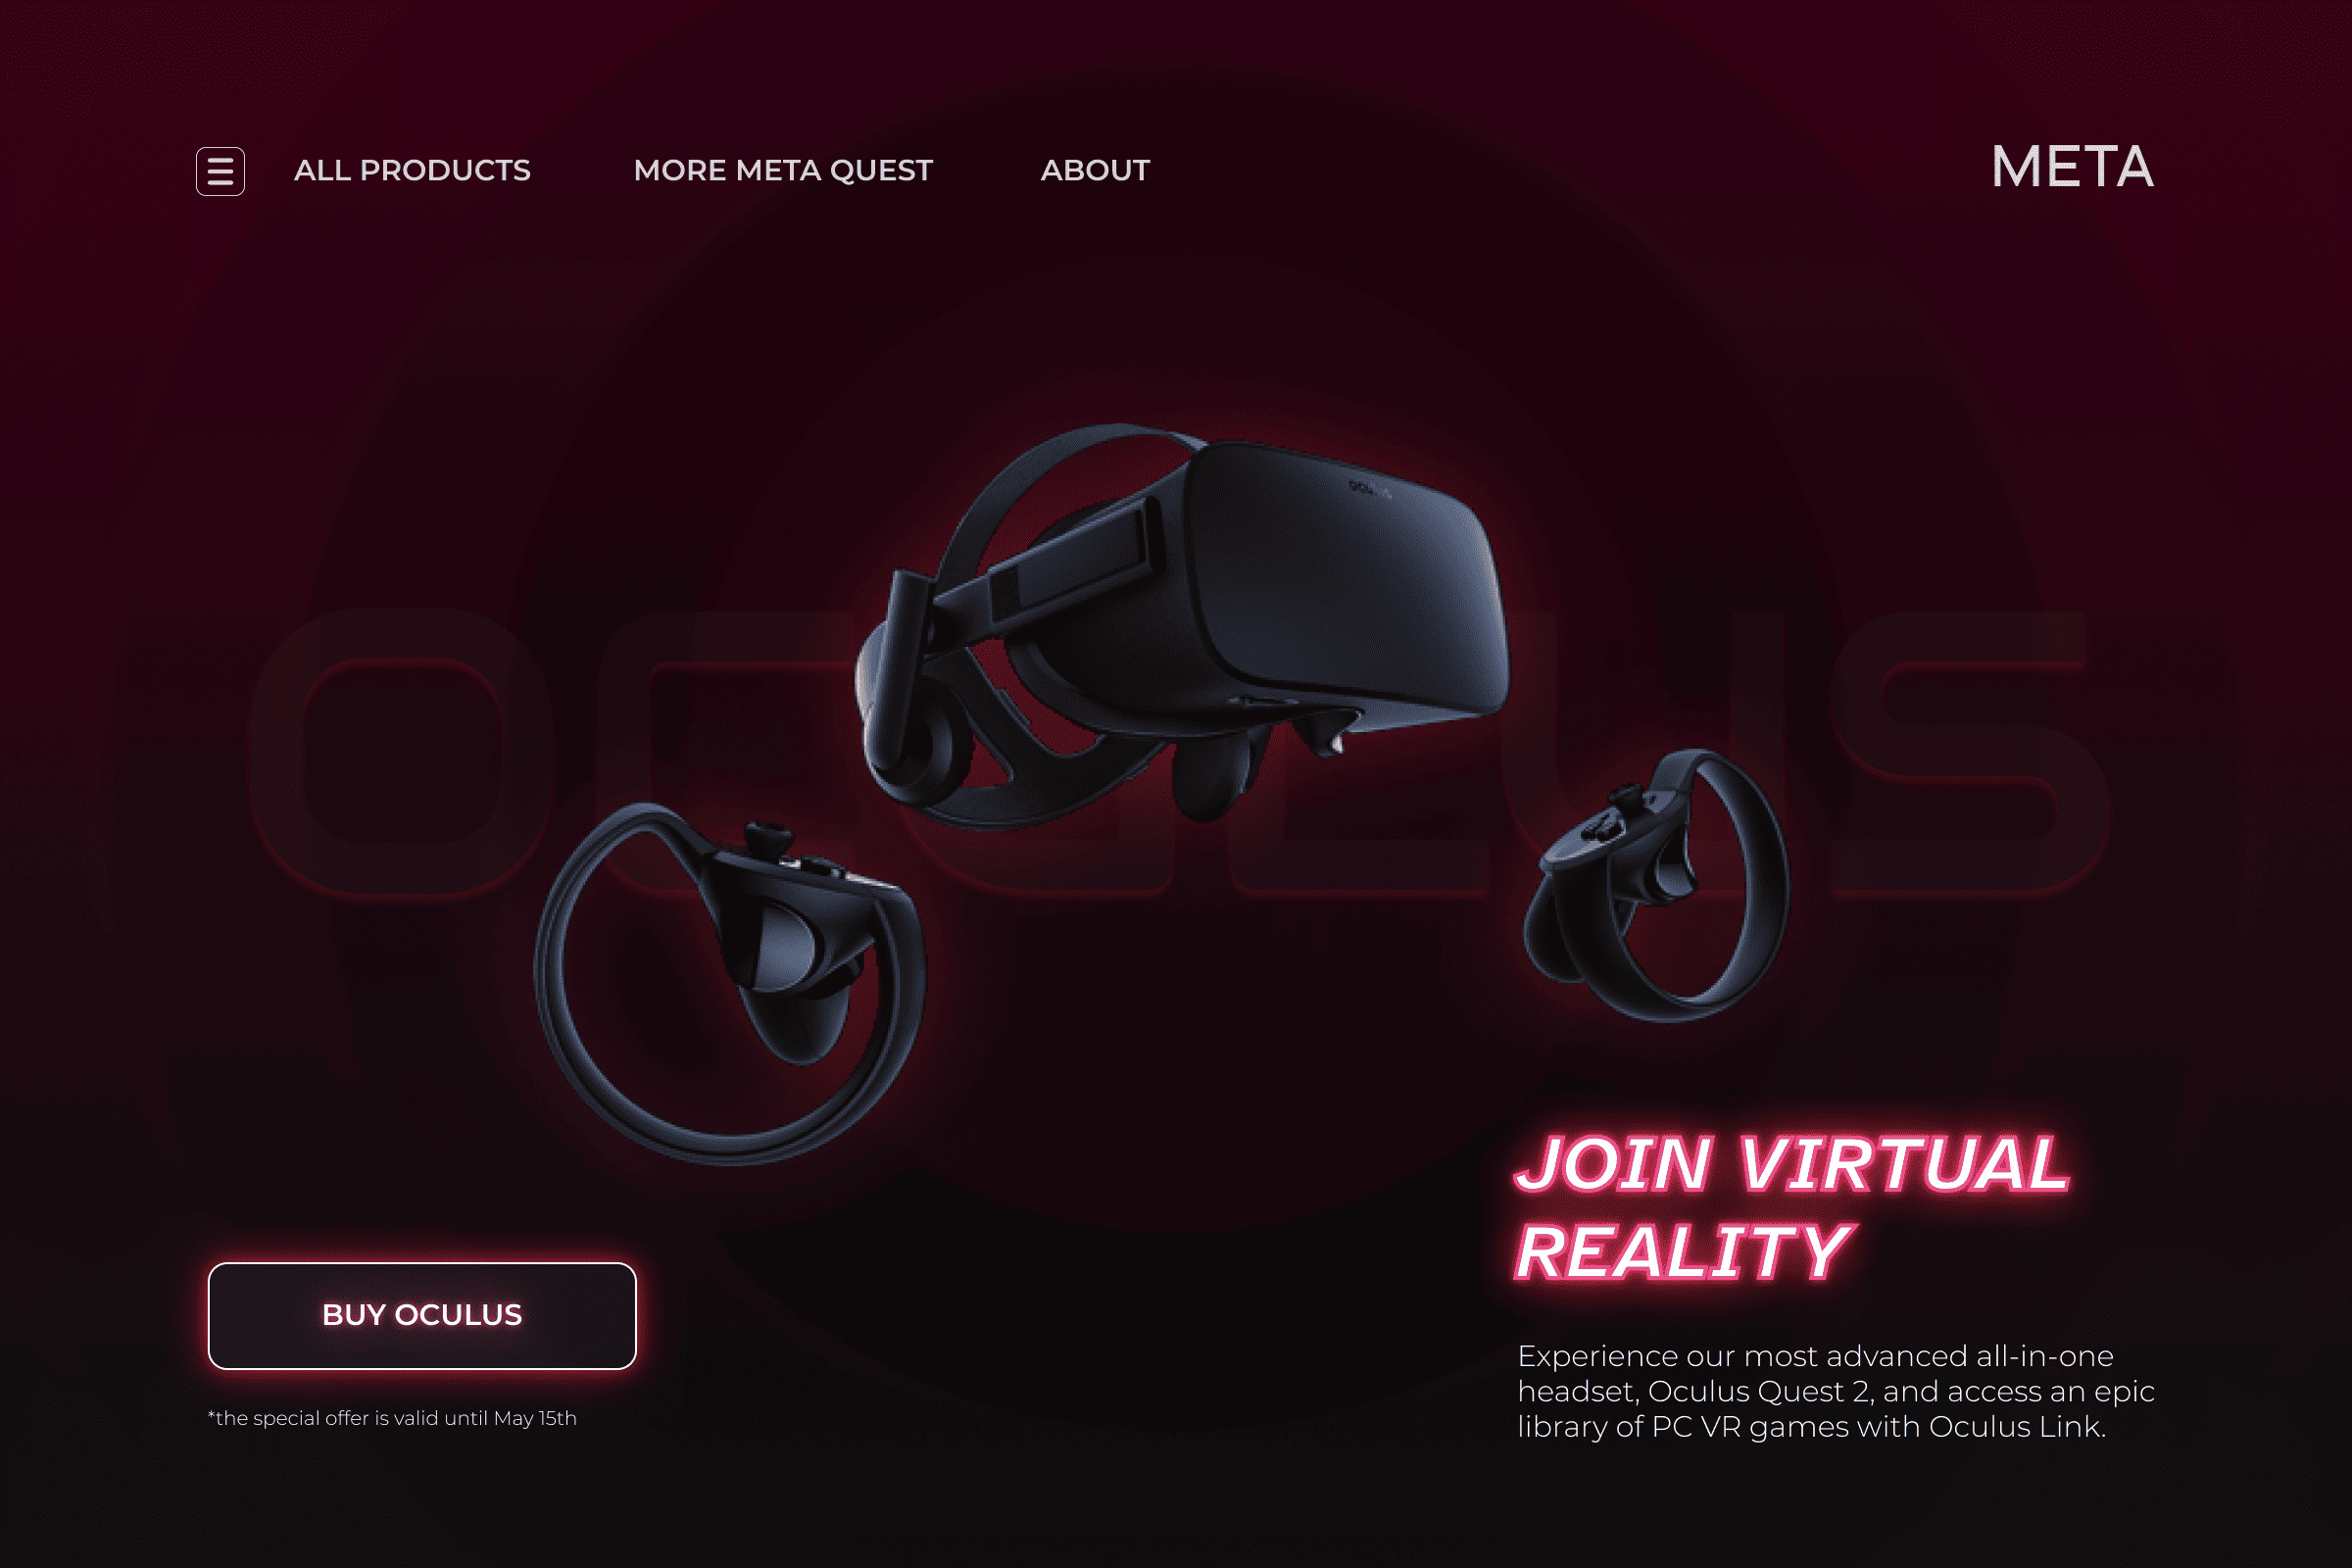 ALL PRODUCTS MORE META QUEST ABOUT META
OCULUS
JOIN VIRTUAL
REALITY
BUY OCULUS
Experience our most advanced all-in-one
headset, Oculus Quest 2, and access an epic
library of PC VR games with Oculus Link.
*the special offer is valid until May 15th